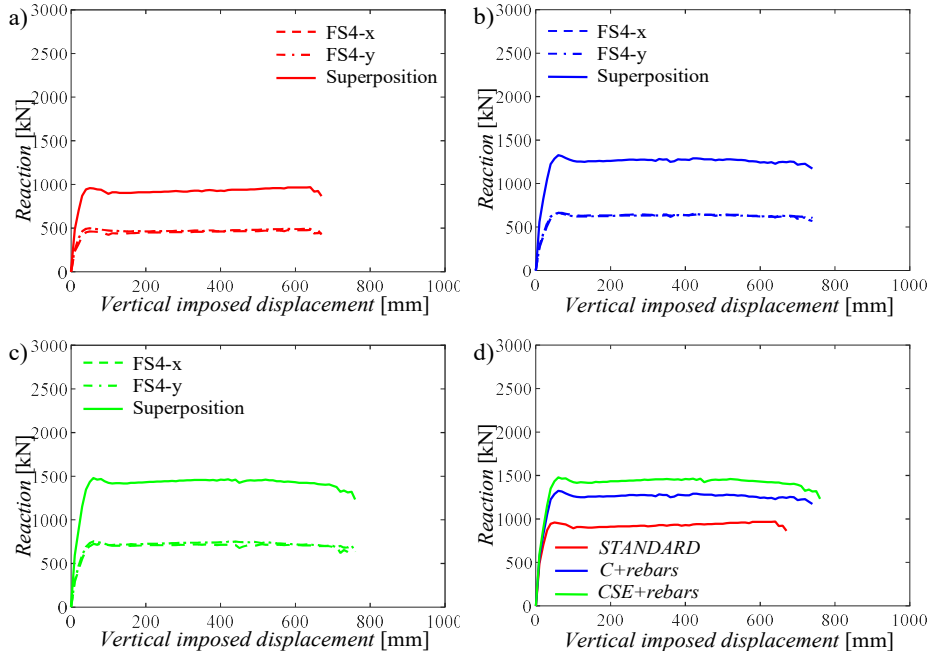 a)
3000
2500
2000
1500
1000
500
0
Reaction [kN]
FS4-x
FS4-y
Superposition
0 200 400 600 800 1000
Vertical imposed displacement [mm]
b)
3000
2500
2000
1500
1000
500
0
Reaction [kN]
FS4-x
FS4-y
Superposition
0 200 400 600 800 1000
Vertical imposed displacement [mm]
c)
3000
2500
2000
1500
1000
500
0
Reaction [kN]
FS4-x
FS4-y
Superposition
0 200 400 600 800 1000
Vertical imposed displacement [mm]
d)
3000
2500
2000
1500
1000
500
0
Reaction [kN]
STANDARD
C+rebars
CSE+rebars
0 200 400 600 800 1000
Vertical imposed displacement [mm]